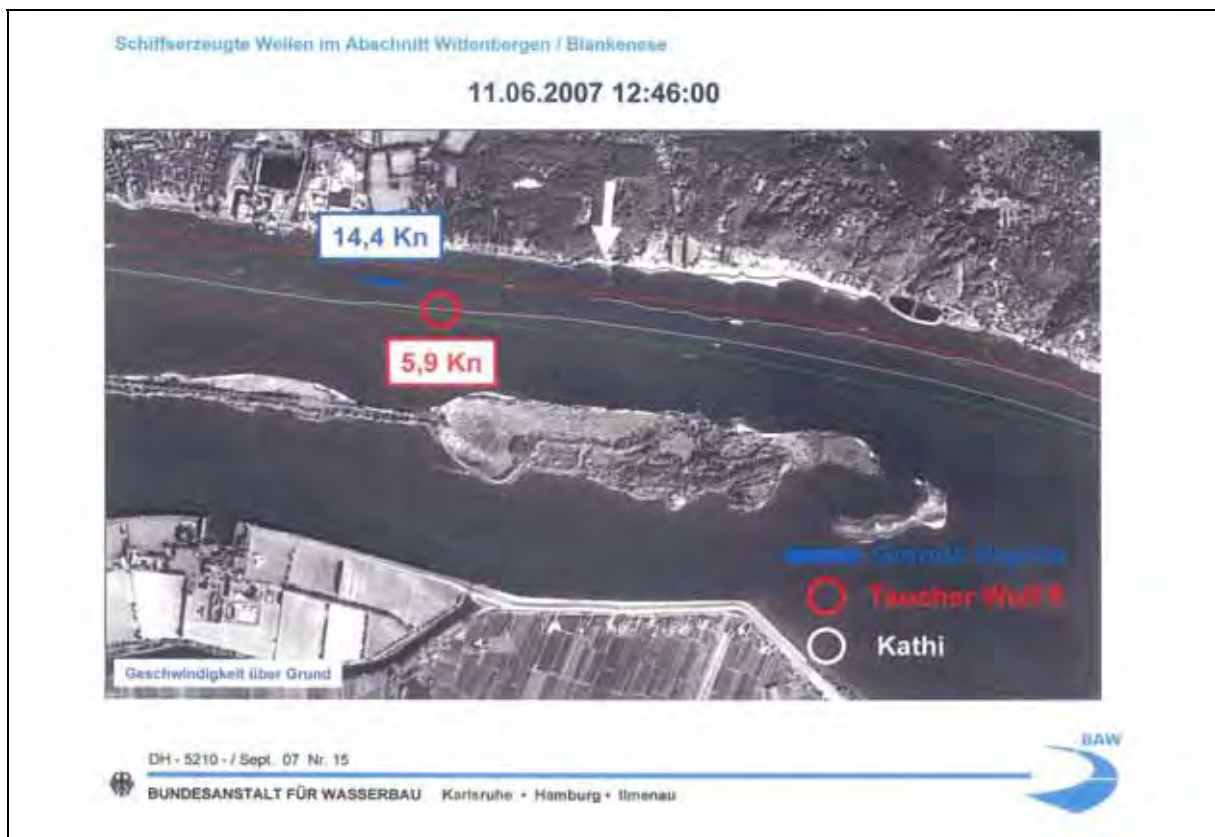 Schiffserzeugte Wellen im Abschnitt Wittenbergen / Blankenese
11.06.2007 12:46:00
14,4 Kn
5,9 Kn
Taucher Wulf
Kathi
Geschwindigkeit über Grund
BAW
DH - 5210 - / Sept. 07 Nr. 15
BUNDESANSTALT FÜR WASSERBAU Karlsruhe • Hamburg • Ilmenau